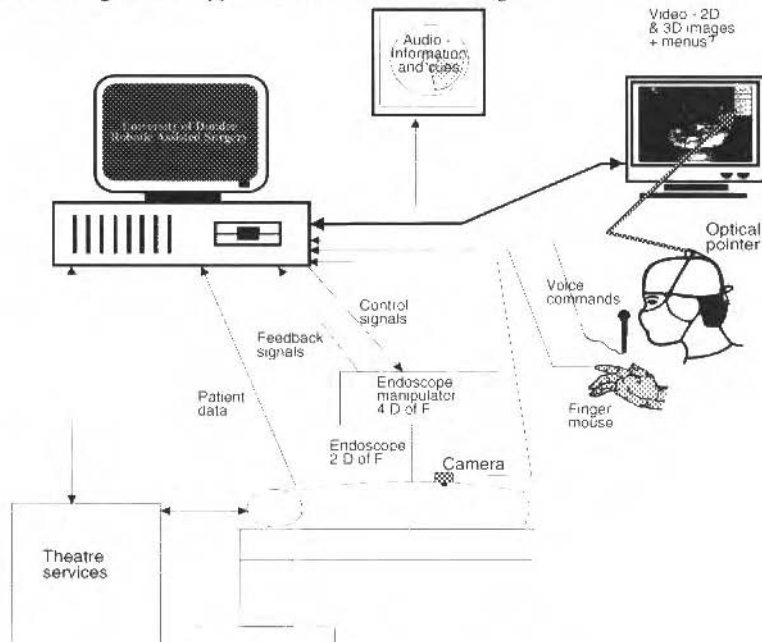 Audio -
Information
and cues
Video - 2D
& 3D images
+ menus
University of Dundee
Robotic Assisted Surgery
Optical
pointer
Voice
commands
Control
signals
Feedback
signals
Patient
data
Endoscope
manipulator
4 D of F
Endoscope
2 D of F
Camera
Finger
mouse
Theatre
services